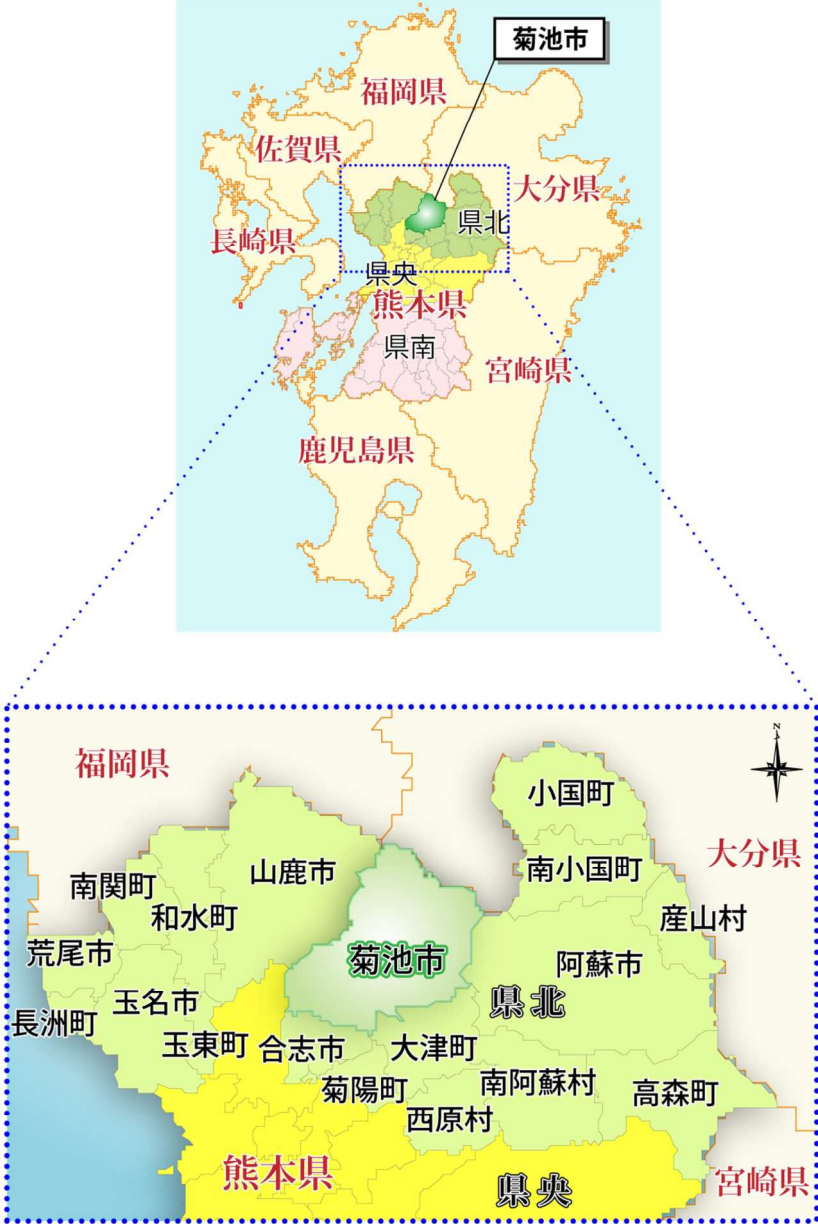 菊池市
福岡県
佐賀県
大分県
県北
長崎県
県央
熊本県
県南
宮崎県
鹿児島県
N
福岡県
小国町
大分県
山鹿市
南小国町
南関町
和水町
産山村
荒尾市
菊池市
阿蘇市
県北
玉名市
長洲町
玉東町
合志市
大津町
菊陽町
南阿蘇村
高森町
西原村
熊本県
宮崎県
県央